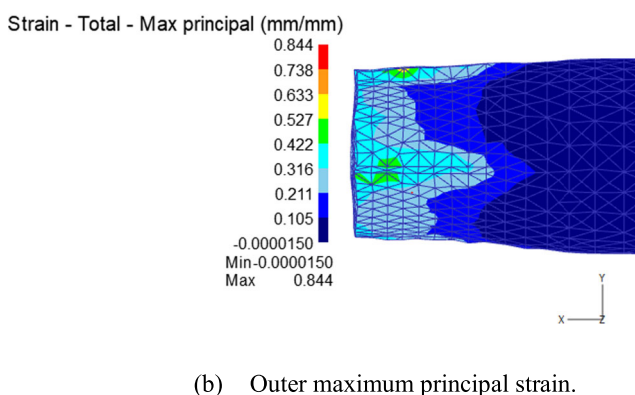 Strain - Total - Max principal (mm/mm)
0.844
0.738
0.633
0.527
0.422
0.316
0.211
0.105
-0.0000150
Min -0.0000150
Max 0.844
Y
X Z
(b) Outer maximum principal strain.